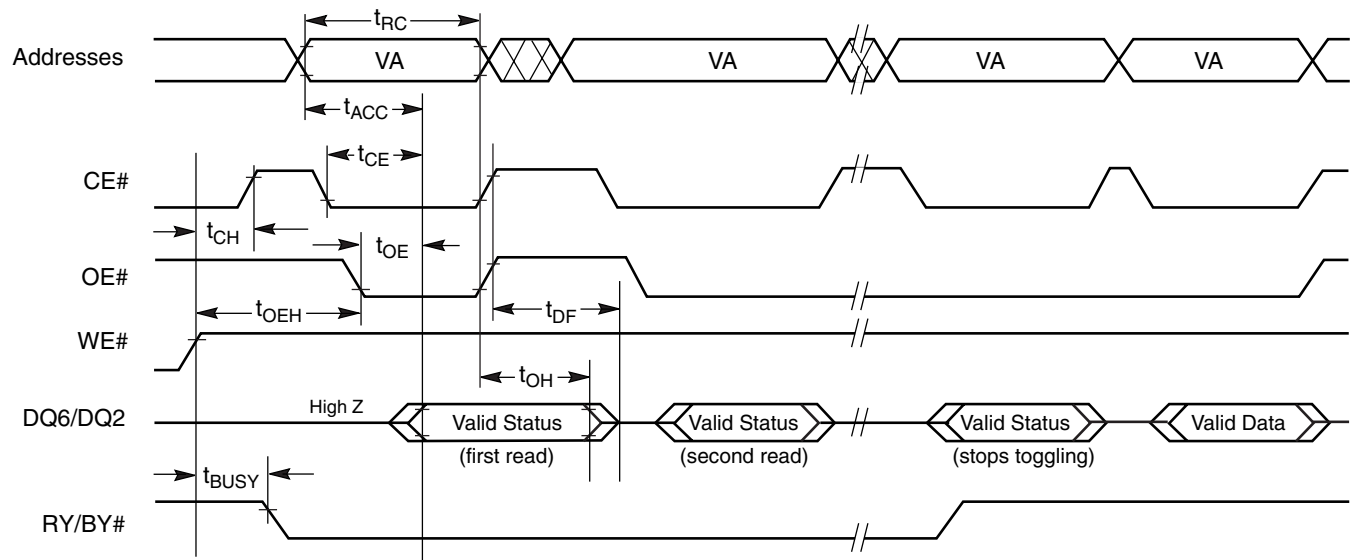 tRC
Addresses VA VA VA VA
tACC
tCE
CE#
tCH tOE
OE#
tOEH tDF
WE#
tOH
DQ6/DQ2 High Z Valid Status Valid Status Valid Status Valid Data
(first read) (second read) (stops toggling)
tBUSY
RY/BY#